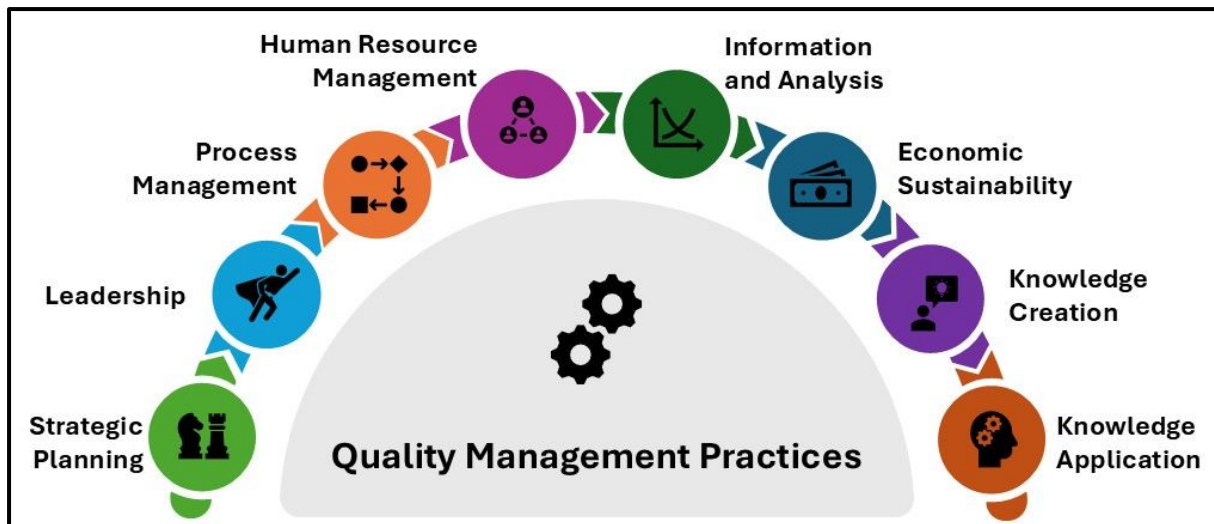 Human Resource
Management
Information
and Analysis
Process
Management
Economic
Sustainability
Leadership
Knowledge
Creation
Strategic
Planning
Quality Management Practices
Knowledge
Application